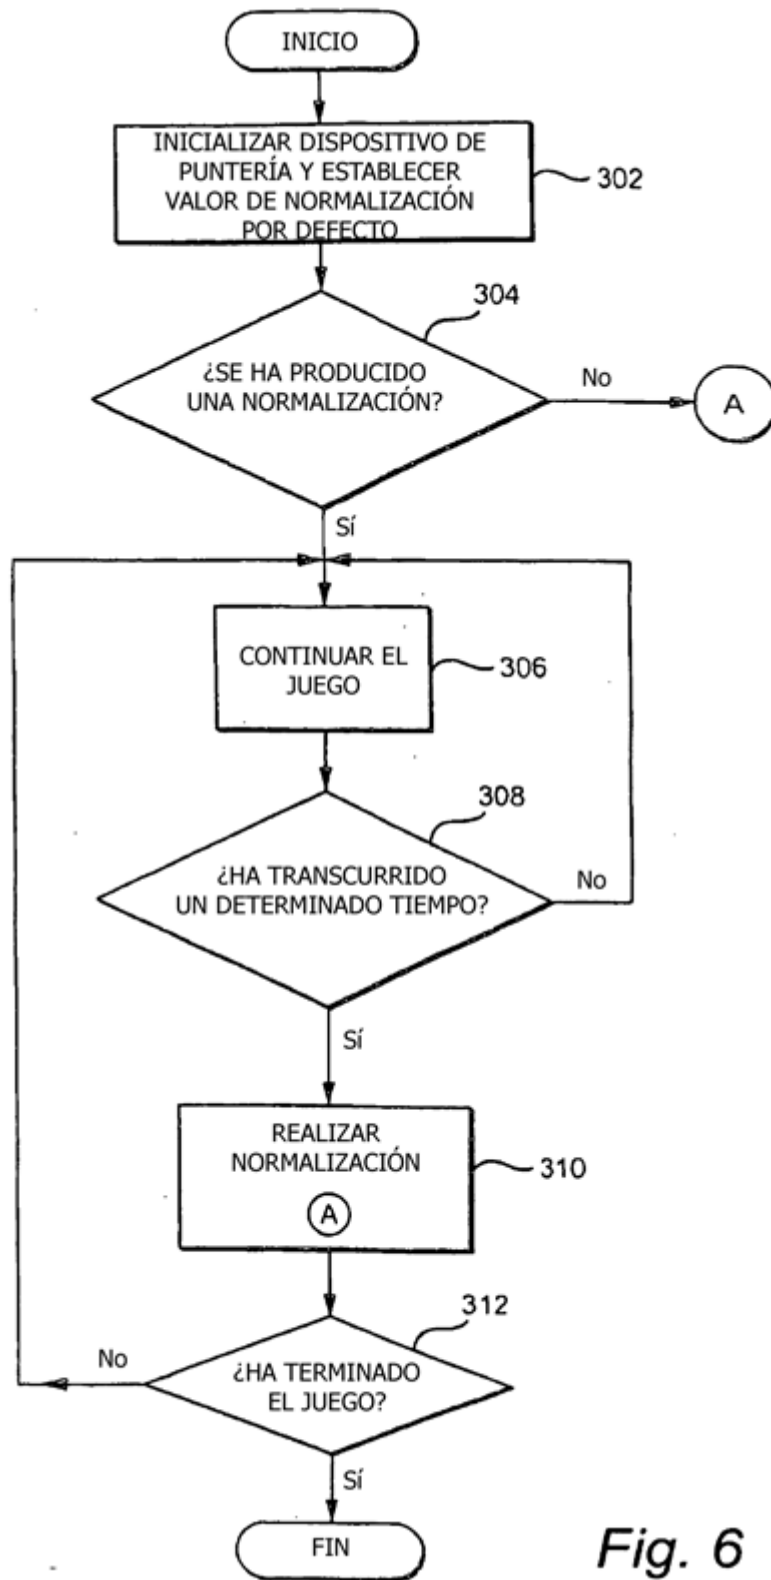 INICIO
INICIALIZAR DISPOSITIVO DE
PUNTERÍA Y ESTABLECER
VALOR DE NORMALIZACIÓN
POR DEFECTO
302
304
¿SE HA PRODUCIDO
UNA NORMALIZACIÓN?
No
A
Sí
CONTINUAR EL
JUEGO
306
308
¿HA TRANSCURRIDO
UN DETERMINADO TIEMPO?
No
Sí
REALIZAR
NORMALIZACIÓN
A
310
312
No
¿HA TERMINADO
EL JUEGO?
Sí
FIN
Fig. 6